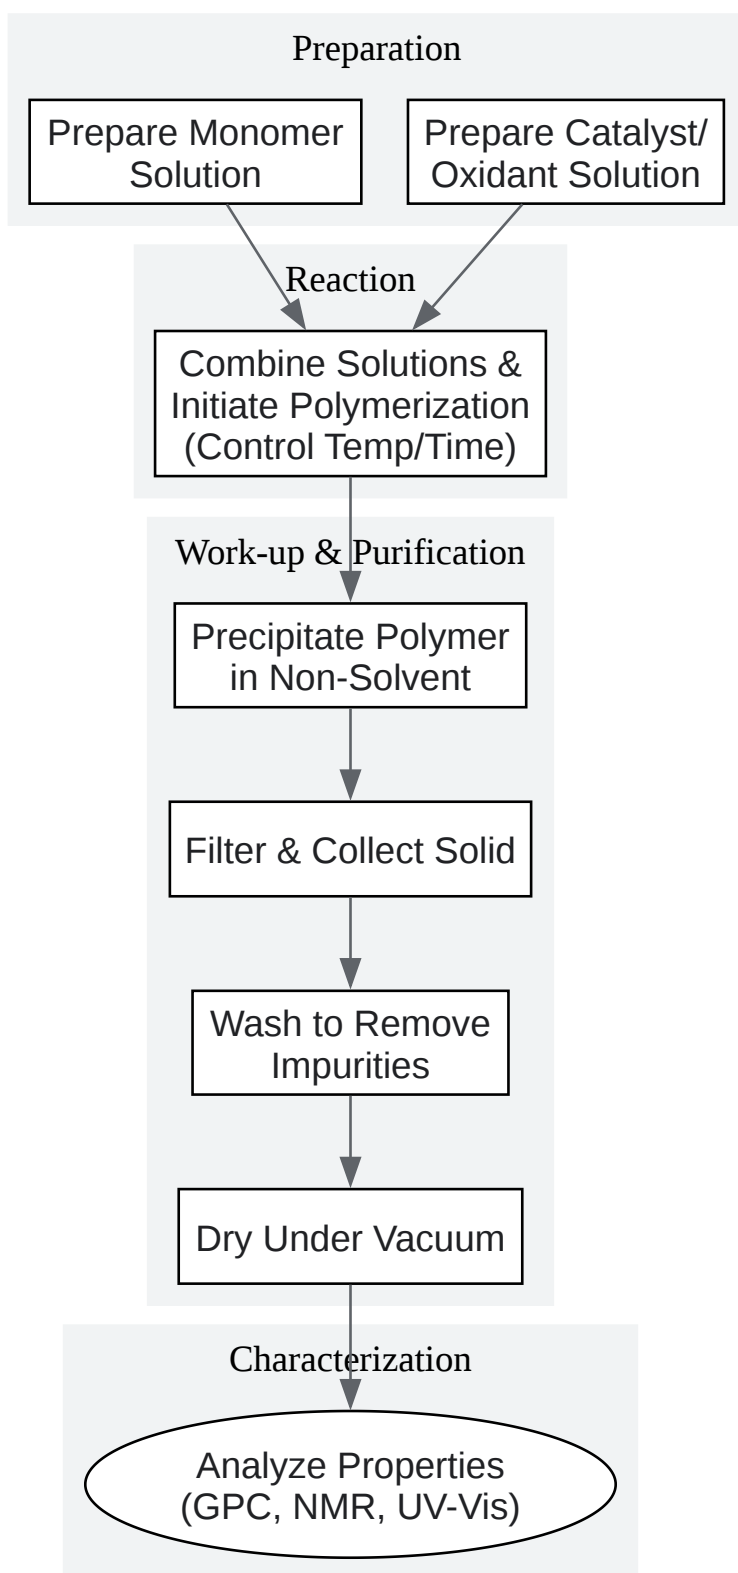 Preparation
Prepare Monomer
Solution
Prepare Catalyst/
Oxidant Solution
Reaction
Combine Solutions &
Initiate Polymerization
(Control Temp/Time)
Work-up & Purification
Precipitate Polymer
in Non-Solvent
Filter & Collect Solid
Wash to Remove
Impurities
Dry Under Vacuum
Characterization
Analyze Properties
(GPC, NMR, UV-Vis)